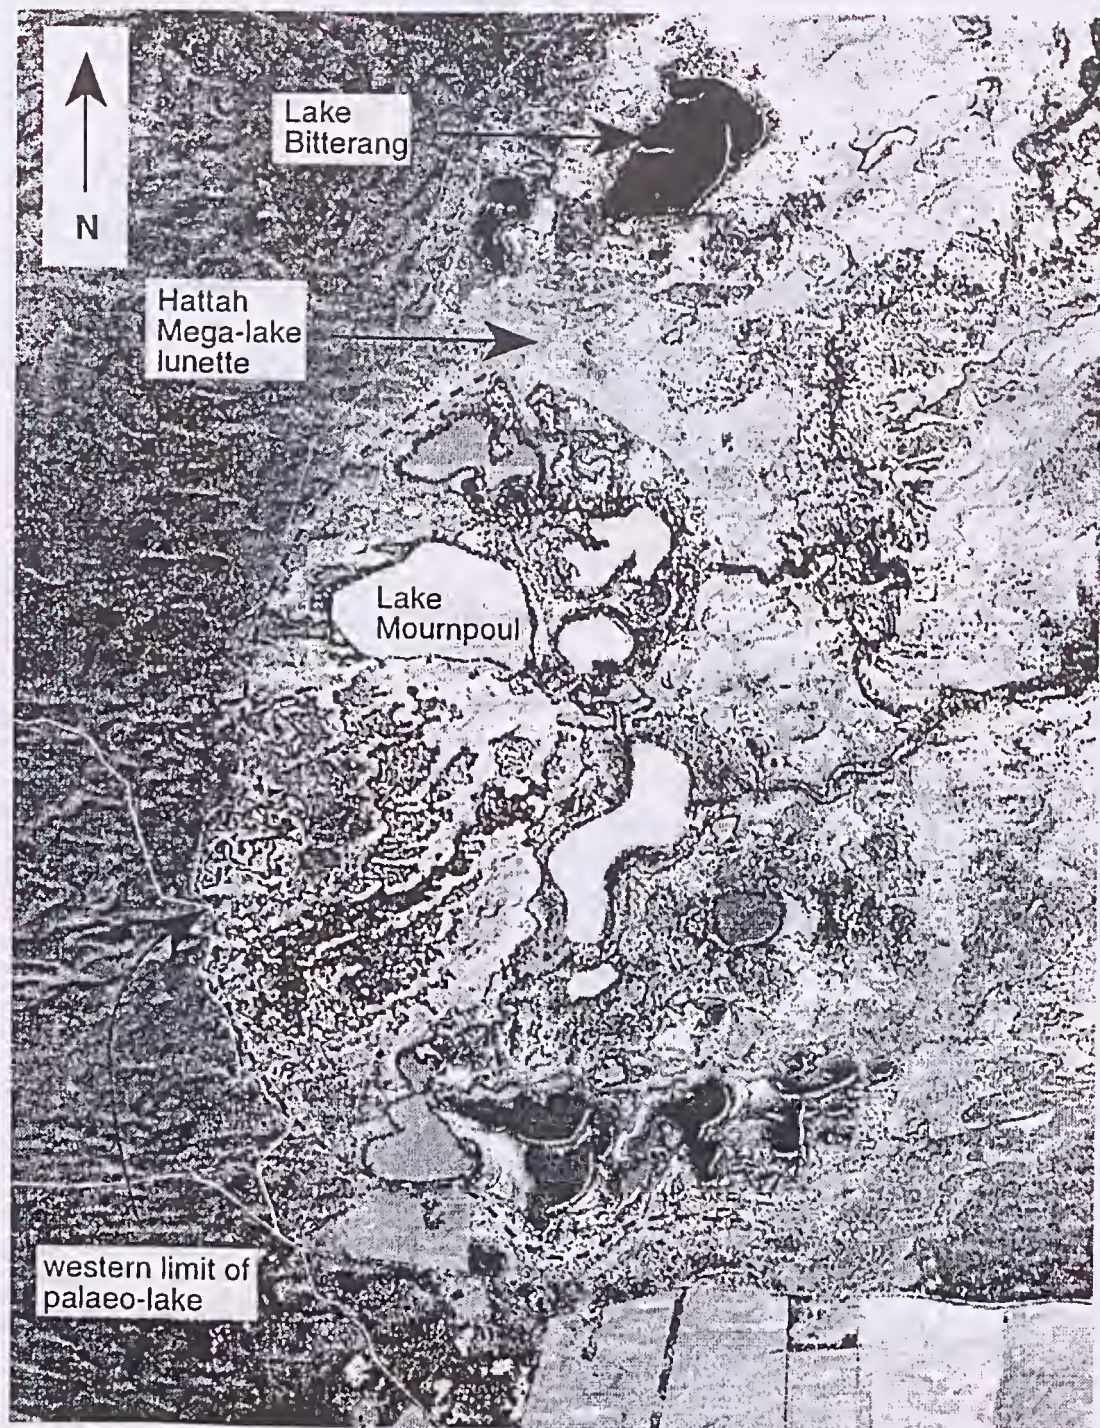 N
Lake
Bitterang
Hattah
Mega-lake
lunette
Lake
Mournpoul
western limit of
palaeo-lake